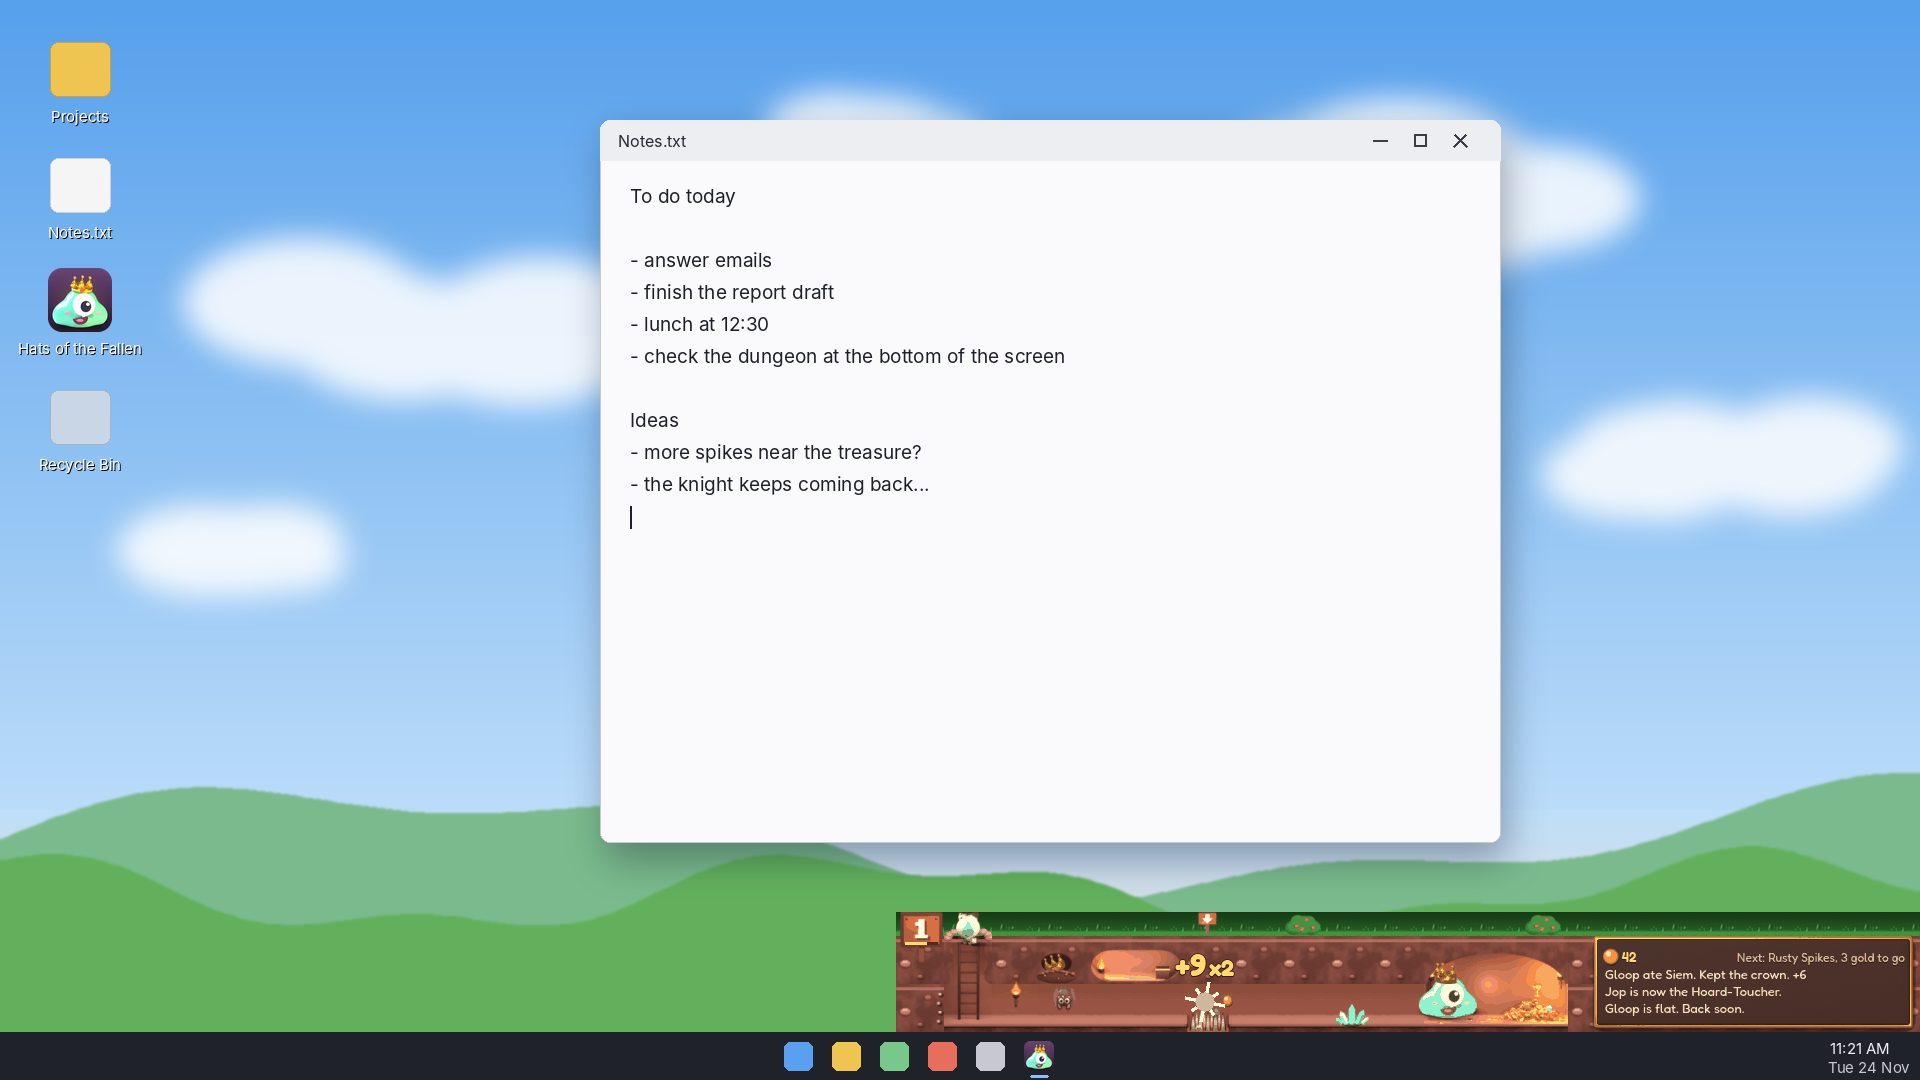 Projects
Notes.txt
Hats of the Fallen
Recycle Bin
Notes.txt
To do today
- answer emails
- finish the report draft
- lunch at 12:30
- check the dungeon at the bottom of the screen
Ideas
- more spikes near the treasure?
- the knight keeps coming back...
1
+9 x2
42
Next: Rusty Spikes, 3 gold to go
Gloop ate Siem. Kept the crown. +6
Jop is now the Hoard-Toucher.
Gloop is flat. Back soon.
11:21 AM
Tue 24 Nov